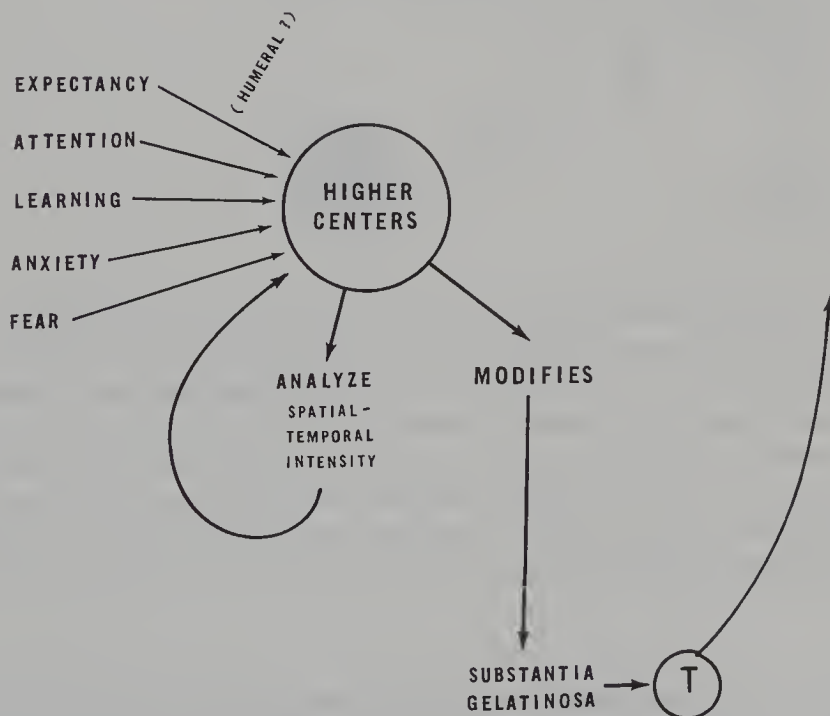 (HUMERAL?)
EXPECTANCY
ATTENTION
LEARNING
ANXIETY
FEAR
HIGHER
CENTERS
ANALYZE
SPATIAL-
TEMPORAL
INTENSITY
MODIFIES
SUBSTANTIA
GELATINOSA
T